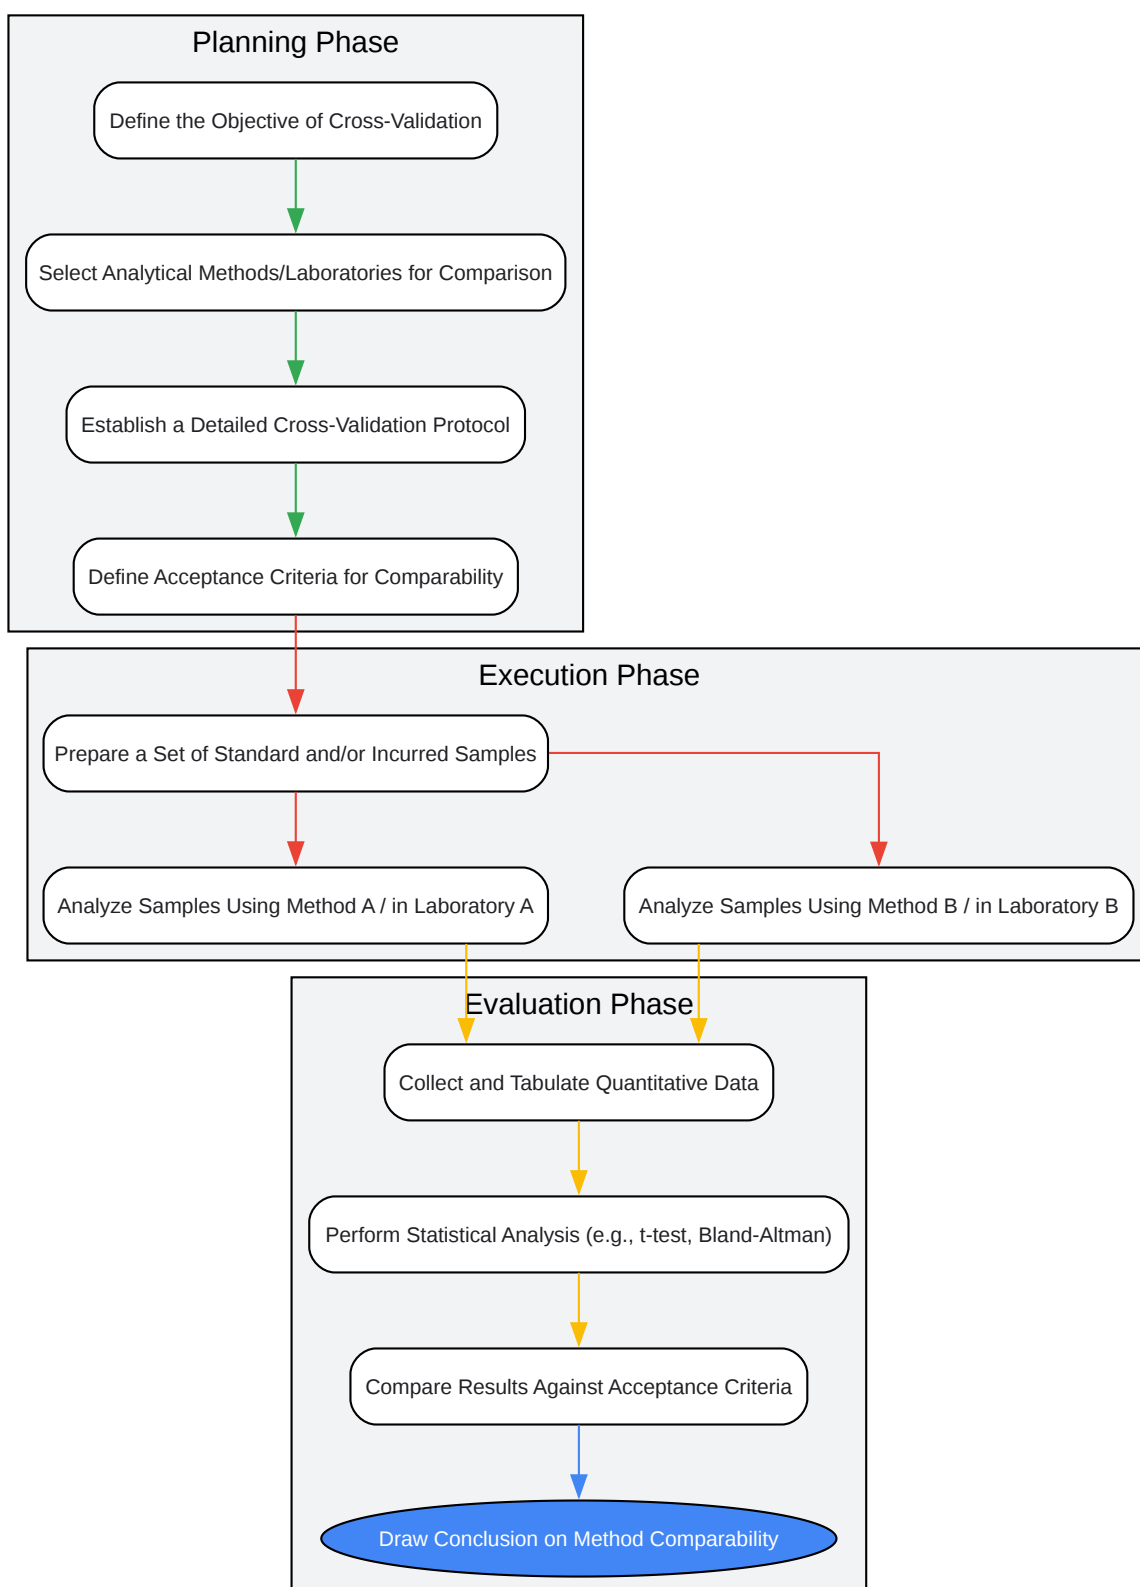 Planning Phase
Define the Objective of Cross-Validation
Select Analytical Methods/Laboratories for Comparison
Establish a Detailed Cross-Validation Protocol
Define Acceptance Criteria for Comparability
Execution Phase
Prepare a Set of Standard and/or Incurred Samples
Analyze Samples Using Method A / in Laboratory A
Analyze Samples Using Method B / in Laboratory B
Evaluation Phase
Collect and Tabulate Quantitative Data
Perform Statistical Analysis (e.g., t-test, Bland-Altman)
Compare Results Against Acceptance Criteria
Draw Conclusion on Method Comparability